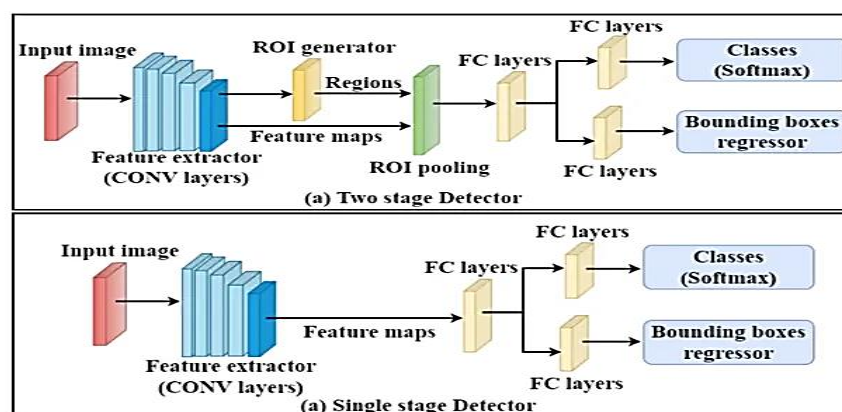 Input image
ROI generator
FC layers
FC layers
Classes
(Softmax)
Regions
Feature maps
Feature extractor
(CONV layers)
ROI pooling
FC layers
Bounding boxes
regressor
(a) Two stage Detector
Input image
FC layers
FC layers
Classes
(Softmax)
Feature maps
Feature extractor
(CONV layers)
FC layers
Bounding boxes
regressor
(a) Single stage Detector